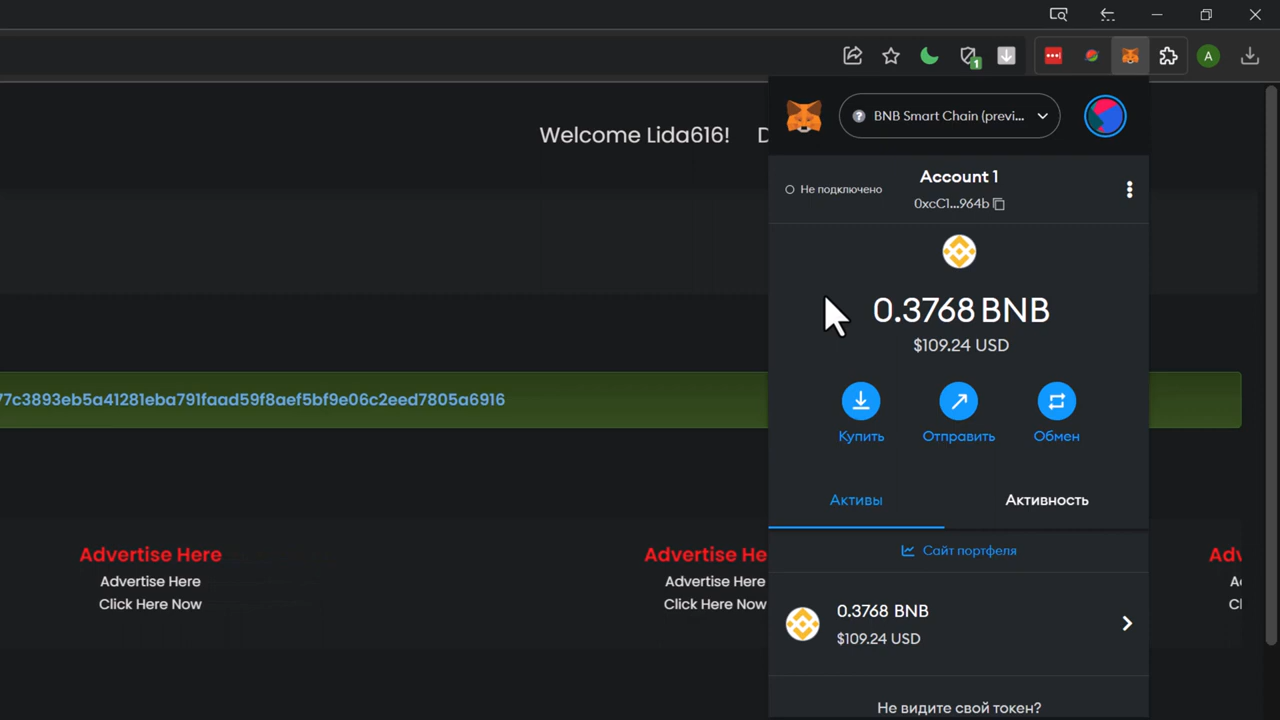 1
A
BNB Smart Chain (previ...
Welcome Lida616!
Account 1
Не подключено
0xcC1...964b
0.3768 BNB
$109.24 USD
77c3893eb5a41281eba791faad59f8aef5bf9e06c2eed7805a6916
Купить
Отправить
Обмен
Активы
Активность
Сайт портфеля
Advertise Here
Advertise Here
Click Here Now
Advertise He
Advertise Here
Click Here Now
0.3768 BNB
$109.24 USD
Не видите свой токен?